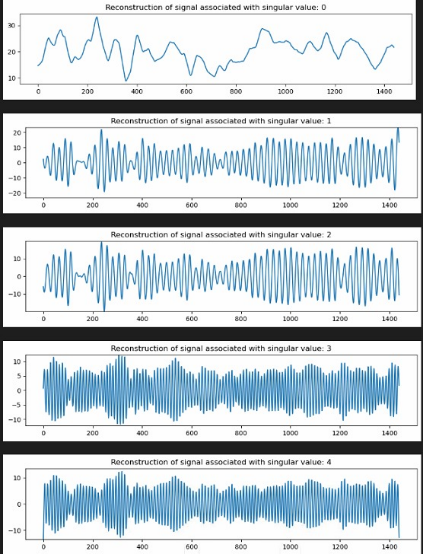 Reconstruction of signal associated with singular value: 0
30
20
10
0 200 400 600 800 1000 1200 1400
Reconstruction of signal associated with singular value: 1
20
10
0
−10
−20
0 200 400 600 800 1000 1200 1400
Reconstruction of signal associated with singular value: 2
10
0
−10
0 200 400 600 800 1000 1200 1400
Reconstruction of signal associated with singular value: 3
10
5
0
−5
−10
0 200 400 600 800 1000 1200 1400
Reconstruction of signal associated with singular value: 4
10
0
−10
0 200 400 600 800 1000 1200 1400